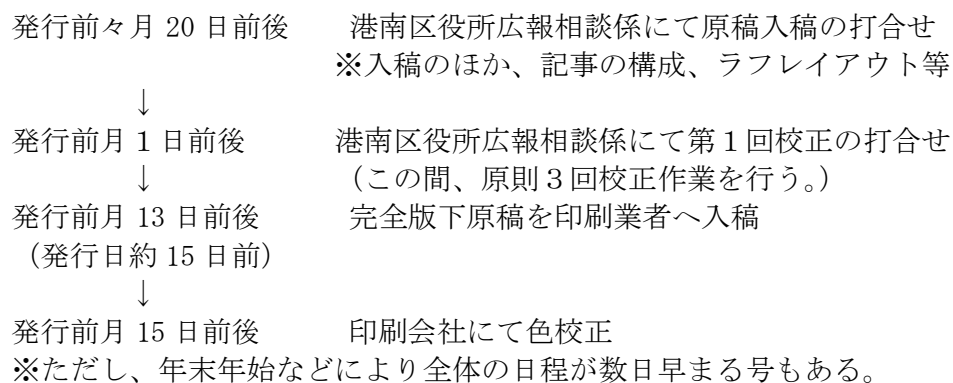 発行前々月 20 日前後　港南区役所広報相談係にて原稿入稿の打合せ
※入稿のほか、記事の構成、ラフレイアウト等
↓
発行前月 1 日前後　港南区役所広報相談係にて第１回校正の打合せ
↓　（この間、原則３回校正作業を行う。）
発行前月 13 日前後　完全版下原稿を印刷業者へ入稿
（発行日約 15 日前）
↓
発行前月 15 日前後　印刷会社にて色校正
※ただし、年末年始などにより全体の日程が数日早まる号もある。